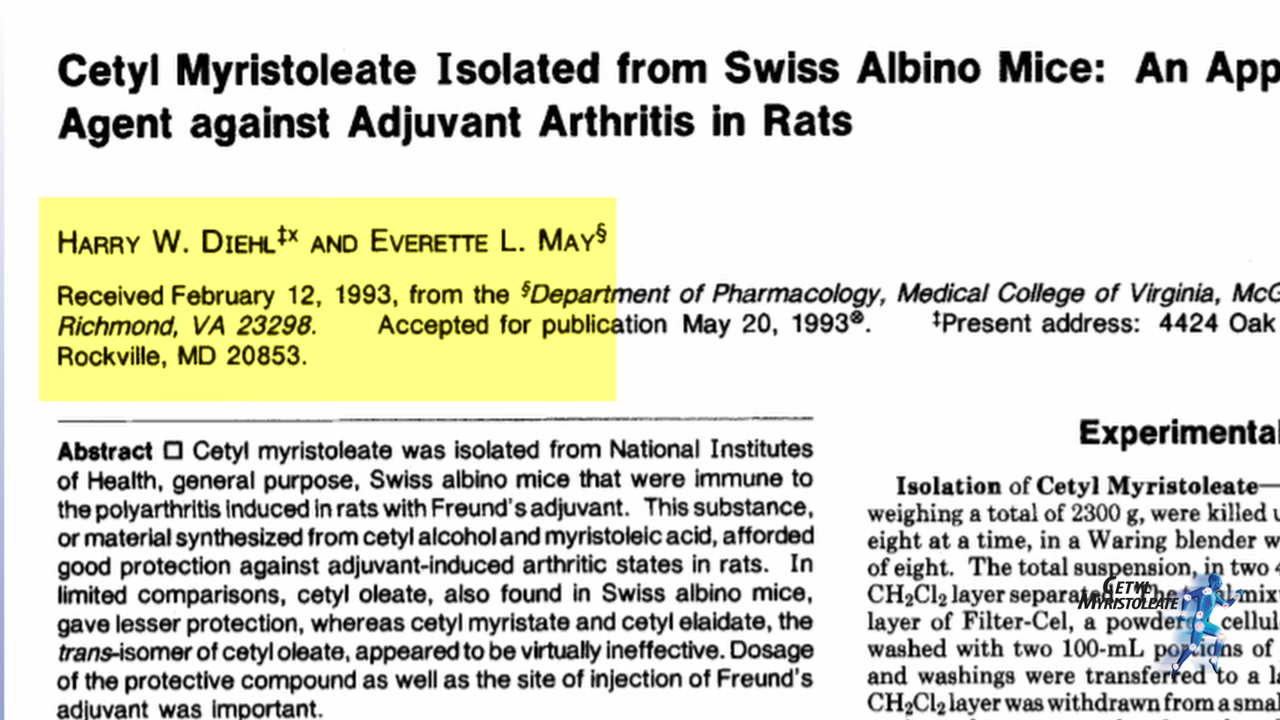 Cetyl Myristoleate Isolated from Swiss Albino Mice: An App
Agent against Adjuvant Arthritis in Rats
HARRY W. DIEHL‡x AND EVERETTE L. MAY§
Received February 12, 1993, from the §Department of Pharmacology, Medical College of Virginia, McG
Richmond, VA 23298. Accepted for publication May 20, 1993⊗. ‡Present address: 4424 Oak
Rockville, MD 20853.
Abstract □ Cetyl myristoleate was isolated from National Institutes
of Health, general purpose, Swiss albino mice that were immune to
the polyarthritis induced in rats with Freund's adjuvant. This substance,
or material synthesized from cetyl alcohol and myristoleic acid, afforded
good protection against adjuvant-induced arthritic states in rats. In
limited comparisons, cetyl oleate, also found in Swiss albino mice,
gave lesser protection, whereas cetyl myristate and cetyl elaidate, the
trans-isomer of cetyl oleate, appeared to be virtually ineffective. Dosage
of the protective compound as well as the site of injection of Freund's
adjuvant was important.
Experimental
Isolation of Cetyl Myristoleate—
weighing a total of 2300 g, were killed u
eight at a time, in a Waring blender w
of eight. The total suspension, in two 4
CH₂Cl₂ layer separated. The mix
layer of Filter-Cel, a powdered cellul
washed with two 100-mL portions of
and washings were transferred to a la
CH₂Cl₂ layer was withdrawn from a smal
CETYL
MYRISTOLEATE